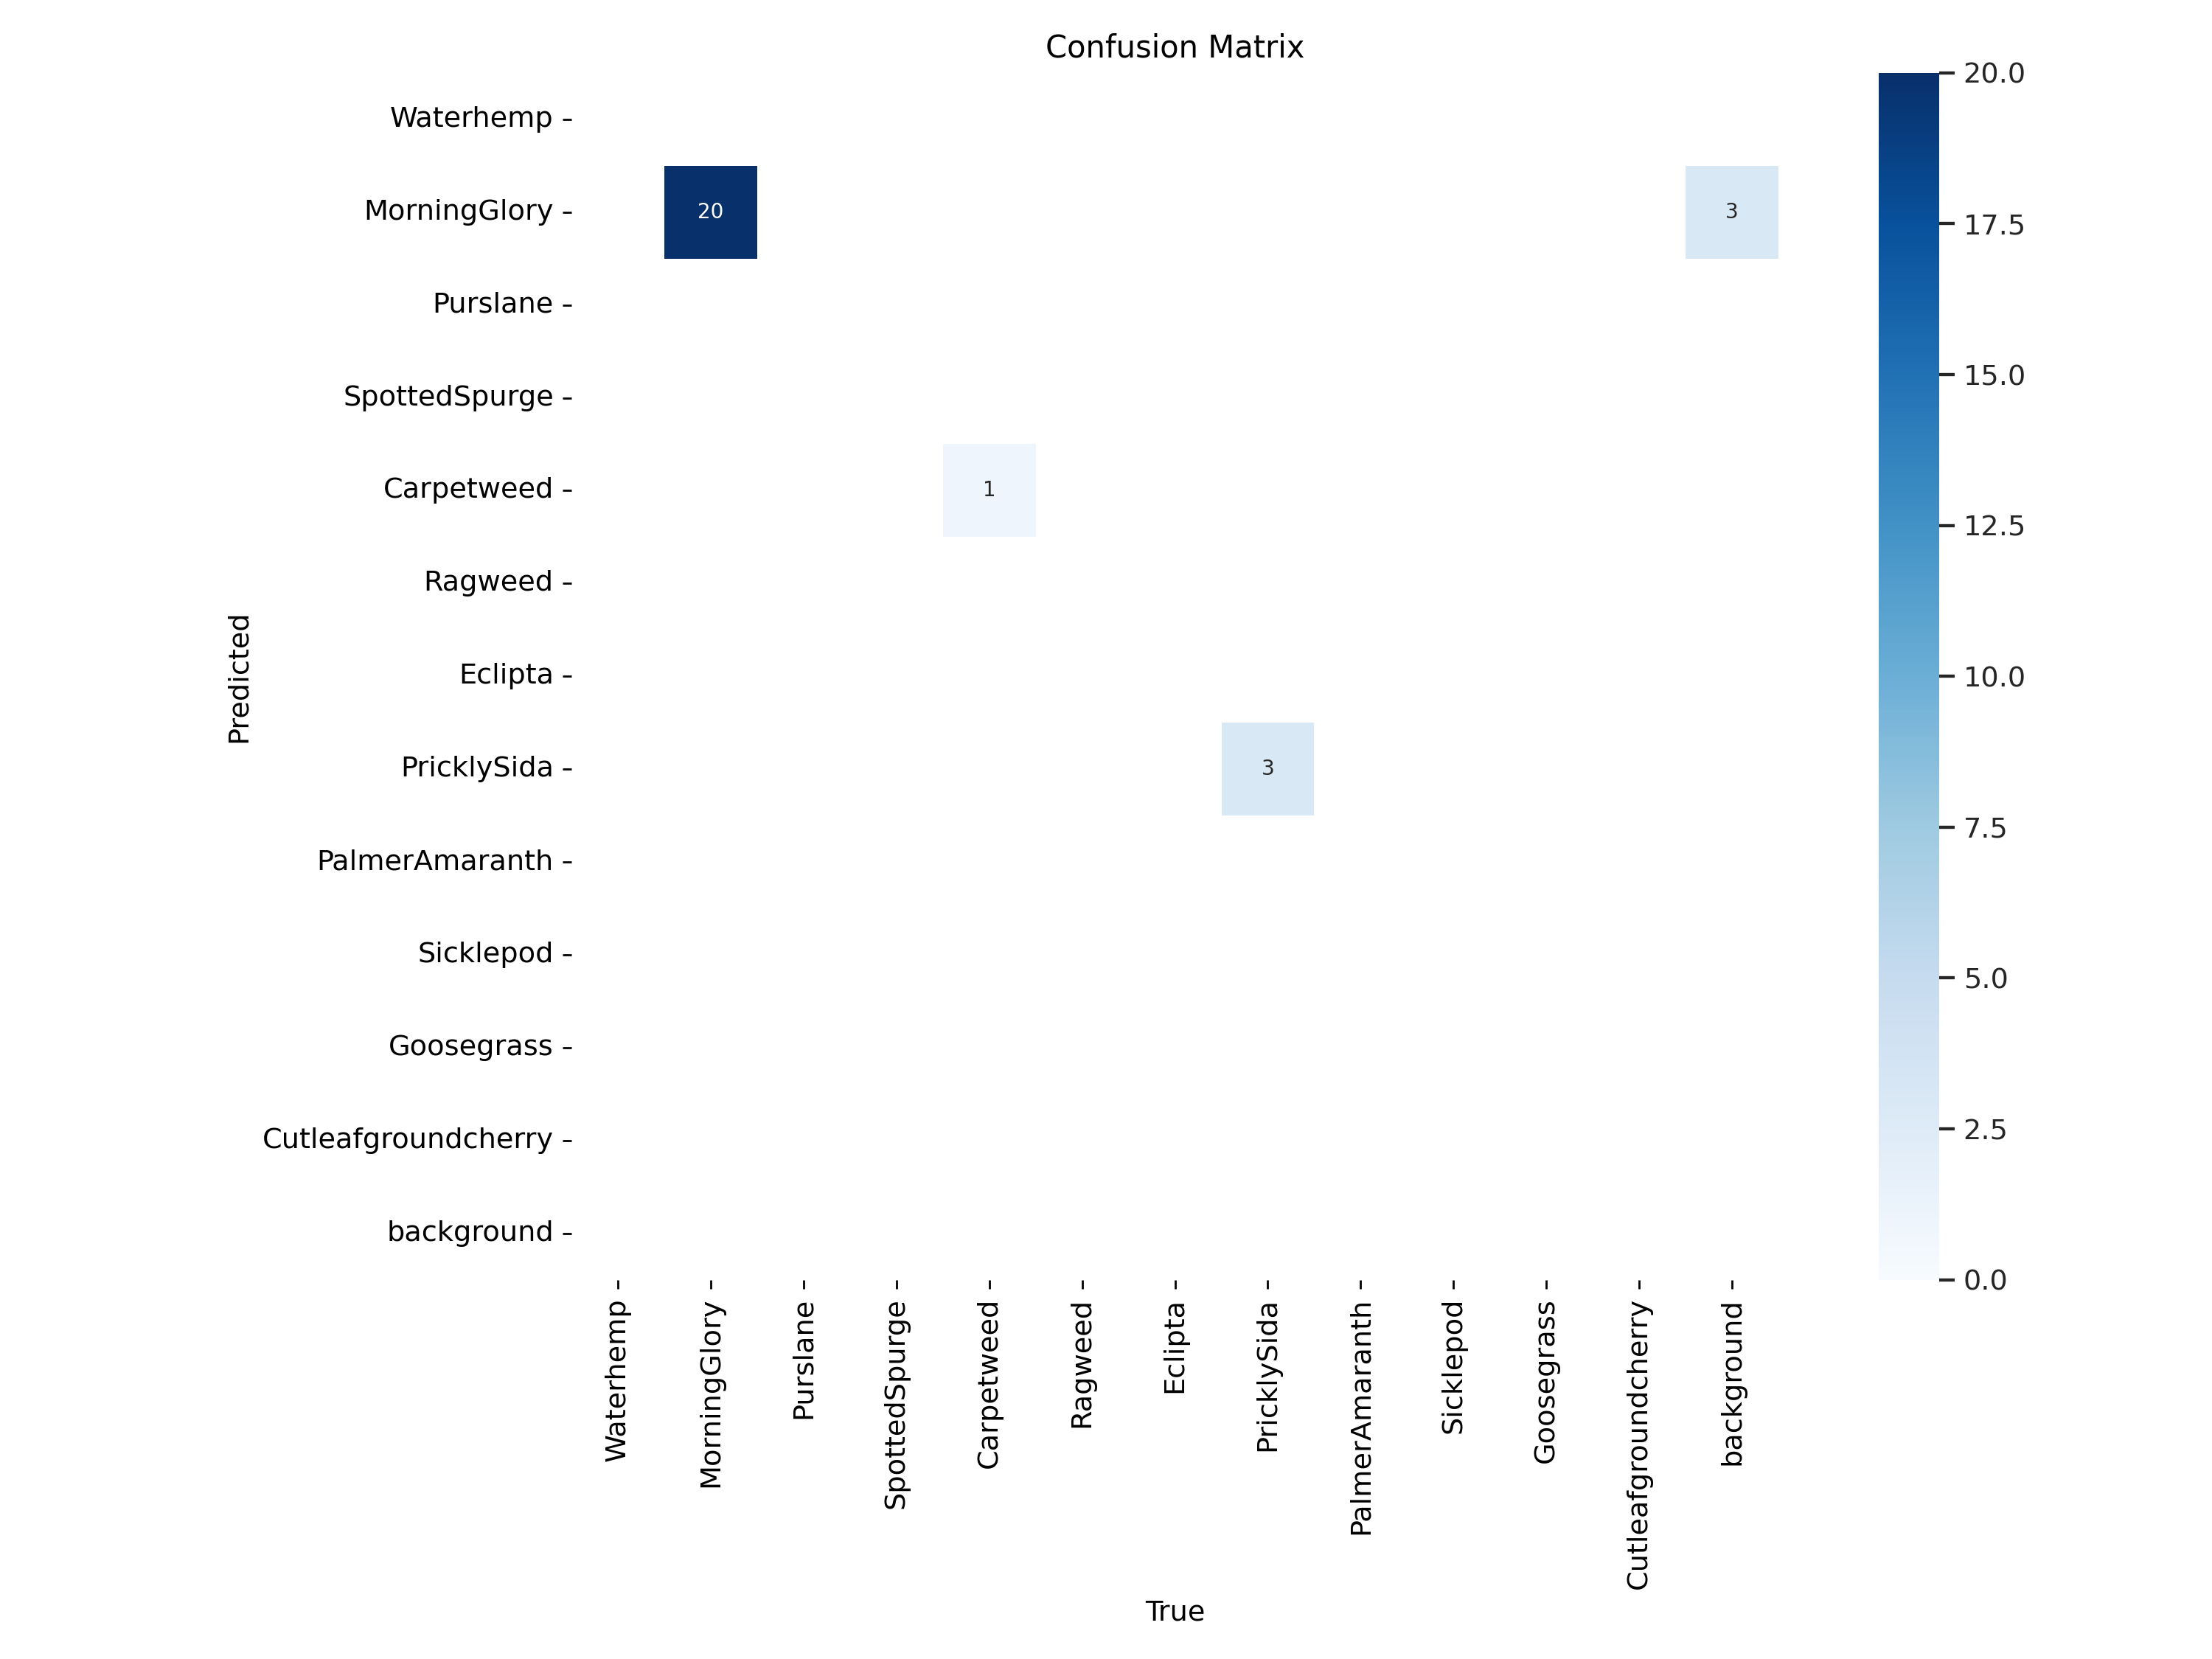 Confusion Matrix
Waterhemp
MorningGlory
Purslane
SpottedSpurge
Carpetweed
Ragweed
Eclipta
PricklySida
PalmerAmaranth
Sicklepod
Goosegrass
Cutleafgroundcherry
background
Predicted
20
3
1
3
Waterhemp
MorningGlory
Purslane
SpottedSpurge
Carpetweed
Ragweed
Eclipta
PricklySida
PalmerAmaranth
Sicklepod
Goosegrass
Cutleafgroundcherry
background
True
20.0
17.5
15.0
12.5
10.0
7.5
5.0
2.5
0.0